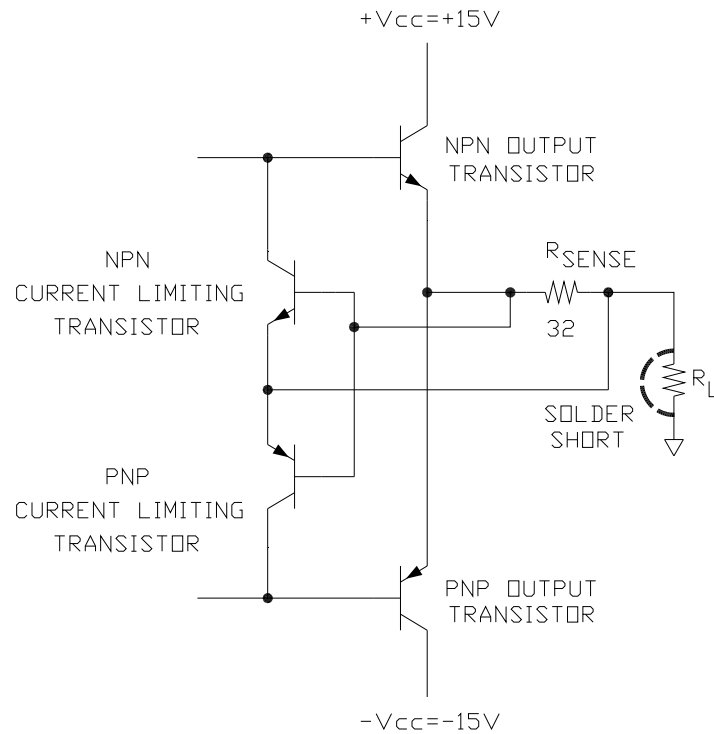 +Vcc=+15V
NPN OUTPUT
TRANSISTOR
NPN
CURRENT LIMITING
TRANSISTOR
RSENSE
32
RL
SOLDER
SHORT
PNP
CURRENT LIMITING
TRANSISTOR
PNP OUTPUT
TRANSISTOR
-Vcc=-15V